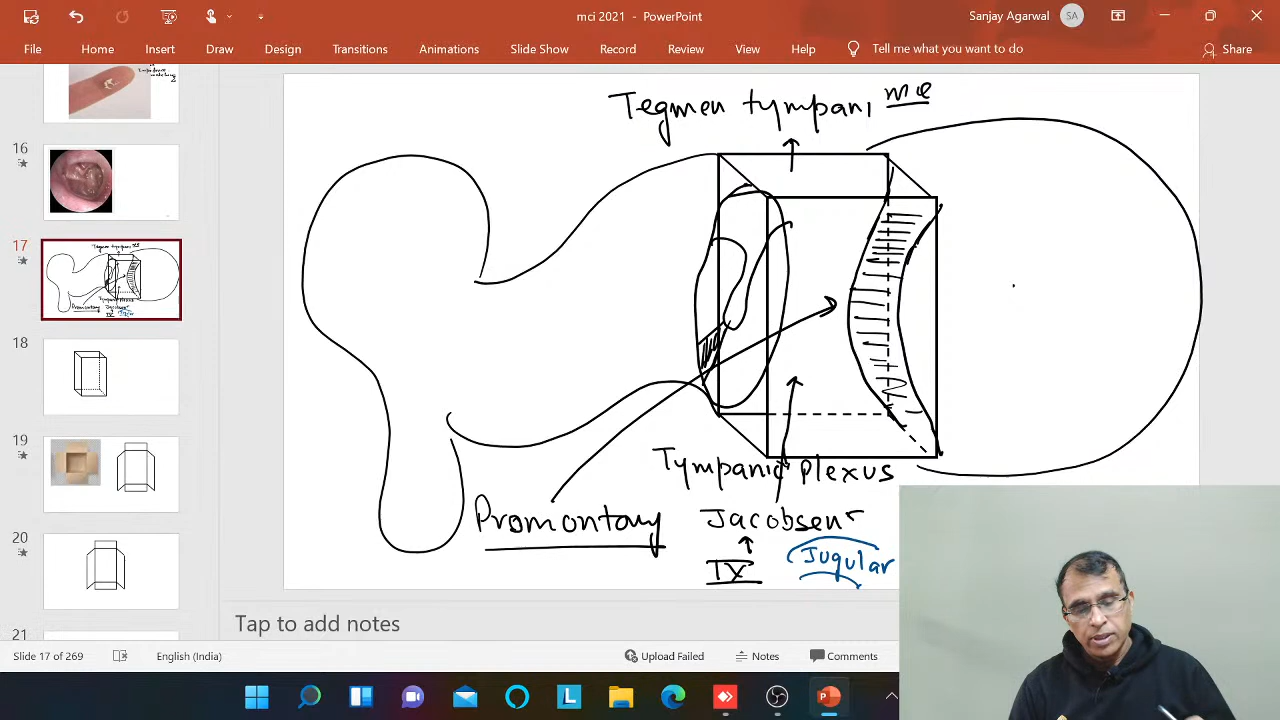 mci 2021 - PowerPoint
Sanjay Agarwal
SA
File Home Insert Draw Design Transitions Animations Slide Show Record Review View Help Tell me what you want to do
Share
16
17
18
19
20
21
Tegmen tympani me
Tympanic Plexus
Promontary
Jacobsen
IX
Jugular
Tap to add notes
Slide 17 of 269 English (India) Upload Failed Notes Comments